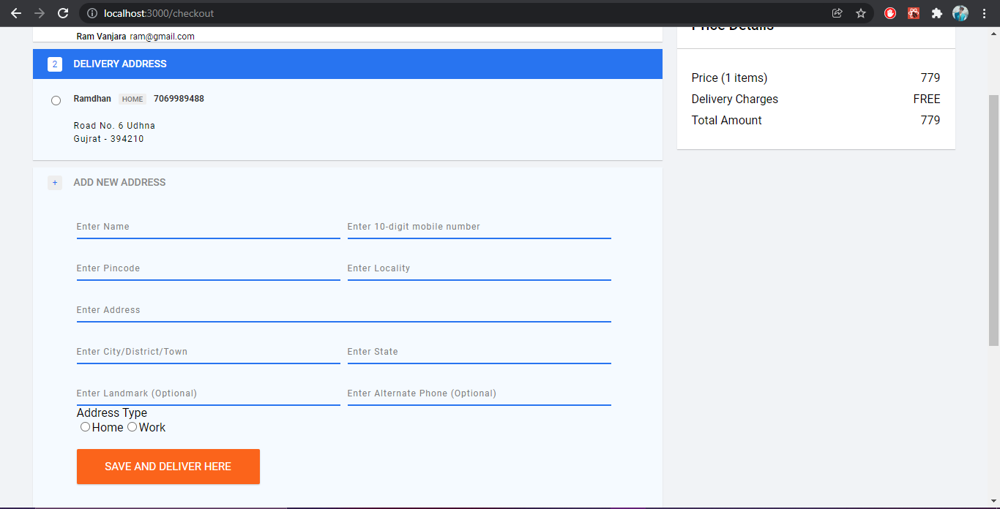 localhost:3000/checkout
Ram Vanjara ram@gmail.com
2 DELIVERY ADDRESS
Ramdhan HOME 7069989488
Road No. 6 Udhna
Gujrat - 394210
+ ADD NEW ADDRESS
Enter Name Enter 10-digit mobile number
Enter Pincode Enter Locality
Enter Address
Enter City/District/Town Enter State
Enter Landmark (Optional) Enter Alternate Phone (Optional)
Address Type
Home Work
SAVE AND DELIVER HERE
Price Details
Price (1 items) 779
Delivery Charges FREE
Total Amount 779